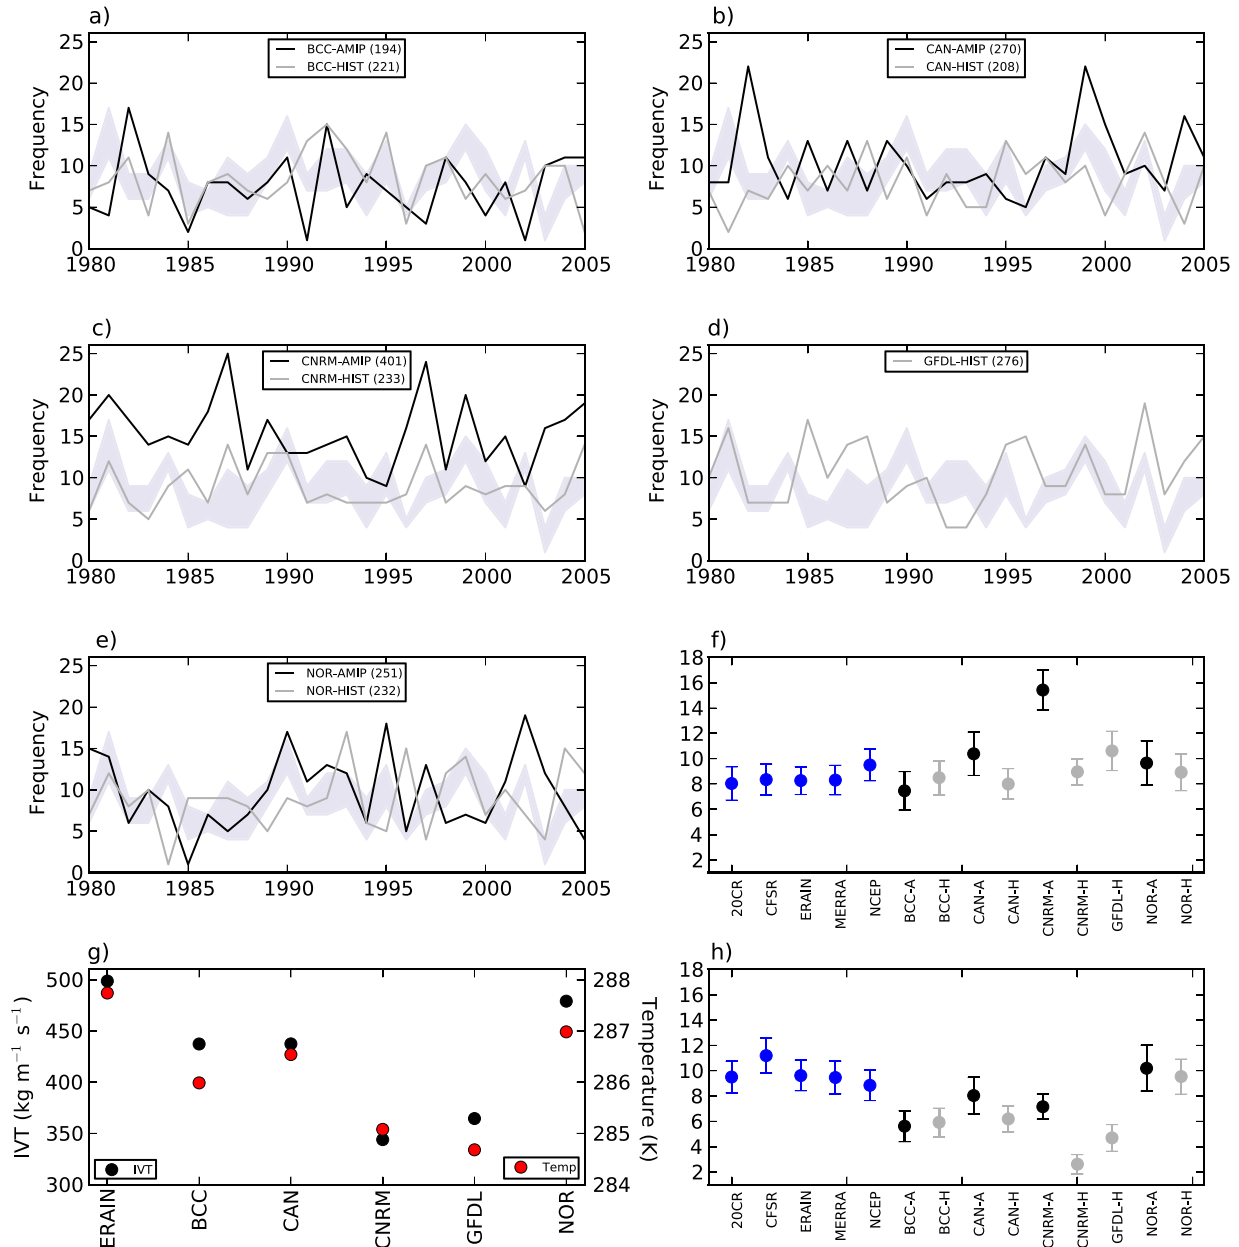 a)
BCC-AMIP (194)
BCC-HIST (221)
Frequency
25
20
15
10
5
0
1980 1985 1990 1995 2000 2005
b)
CAN-AMIP (270)
CAN-HIST (208)
Frequency
25
20
15
10
5
0
1980 1985 1990 1995 2000 2005
c)
CNRM-AMIP (401)
CNRM-HIST (233)
Frequency
25
20
15
10
5
0
1980 1985 1990 1995 2000 2005
d)
GFDL-HIST (276)
Frequency
25
20
15
10
5
0
1980 1985 1990 1995 2000 2005
e)
NOR-AMIP (251)
NOR-HIST (232)
Frequency
25
20
15
10
5
0
1980 1985 1990 1995 2000 2005
f)
18
16
14
12
10
8
6
4
2
20CR CFSR ERAIN MERRA NCEP BCC-A BCC-H CAN-A CAN-H CNRM-A CNRM-H GFDL-H NOR-A NOR-H
g)
IVT (kg m⁻¹ s⁻¹)
500
450
400
350
300
Temperature (K)
288
287
286
285
284
IVT
Temp
ERAIN BCC CAN CNRM GFDL NOR
h)
18
16
14
12
10
8
6
4
2
20CR CFSR ERAIN MERRA NCEP BCC-A BCC-H CAN-A CAN-H CNRM-A CNRM-H GFDL-H NOR-A NOR-H